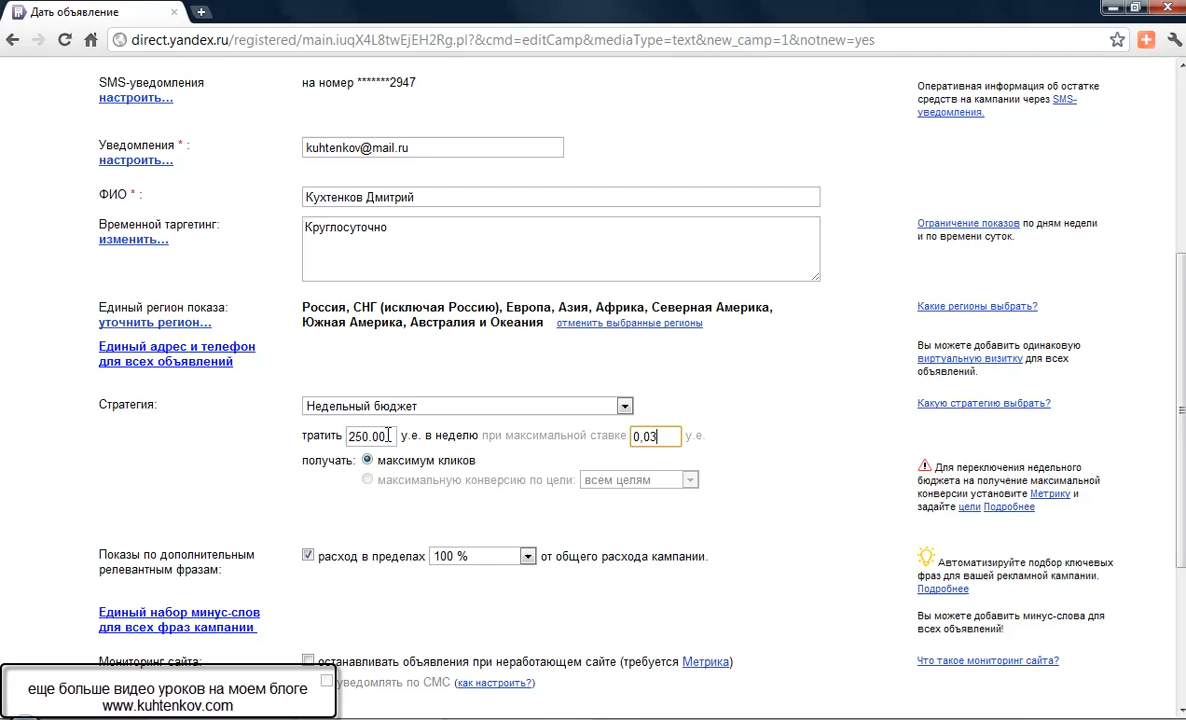 Дать объявление
direct.yandex.ru/registered/main.iuqX4L8twEjEH2Rg.pl?&cmd=editCamp&mediaType=text&new_camp=1&notnew=yes
SMS-уведомления
настроить...
на номер *******2947
Оперативная информация об остатке
средств на кампании через SMS-
уведомления.
Уведомления * :
настроить...
kuhtenkov@mail.ru
ФИО * :
Кухтенков Дмитрий
Временной таргетинг:
изменить...
Круглосуточно
Ограничение показов по дням недели
и по времени суток.
Единый регион показа:
уточнить регион...
Россия, СНГ (исключая Россию), Европа, Азия, Африка, Северная Америка,
Южная Америка, Австралия и Океания отменить выбранные регионы
Какие регионы выбрать?
Единый адрес и телефон
для всех объявлений
Вы можете добавить одинаковую
виртуальную визитку для всех
объявлений.
Стратегия:
Недельный бюджет
Какую стратегию выбрать?
тратить 250.00 у.е. в неделю при максимальной ставке 0,03 у.е.
получать: максимум кликов
максимальную конверсию по цели: всем целям
Для переключения недельного
бюджета на получение максимальной
конверсии установите Метрику и
задайте цели Подробнее
Показы по дополнительным
релевантным фразам:
расход в пределах 100 % от общего расхода кампании.
Автоматизируйте подбор ключевых
фраз для вашей рекламной кампании.
Подробнее
Единый набор минус-слов
для всех фраз кампании
Вы можете добавить минус-слова для
всех объявлений!
Мониторинг сайта:
останавливать объявления при неработающем сайте (требуется Метрика)
уведомлять по СМС (как настроить?)
Что такое мониторинг сайта?
еще больше видео уроков на моем блоге
www.kuhtenkov.com